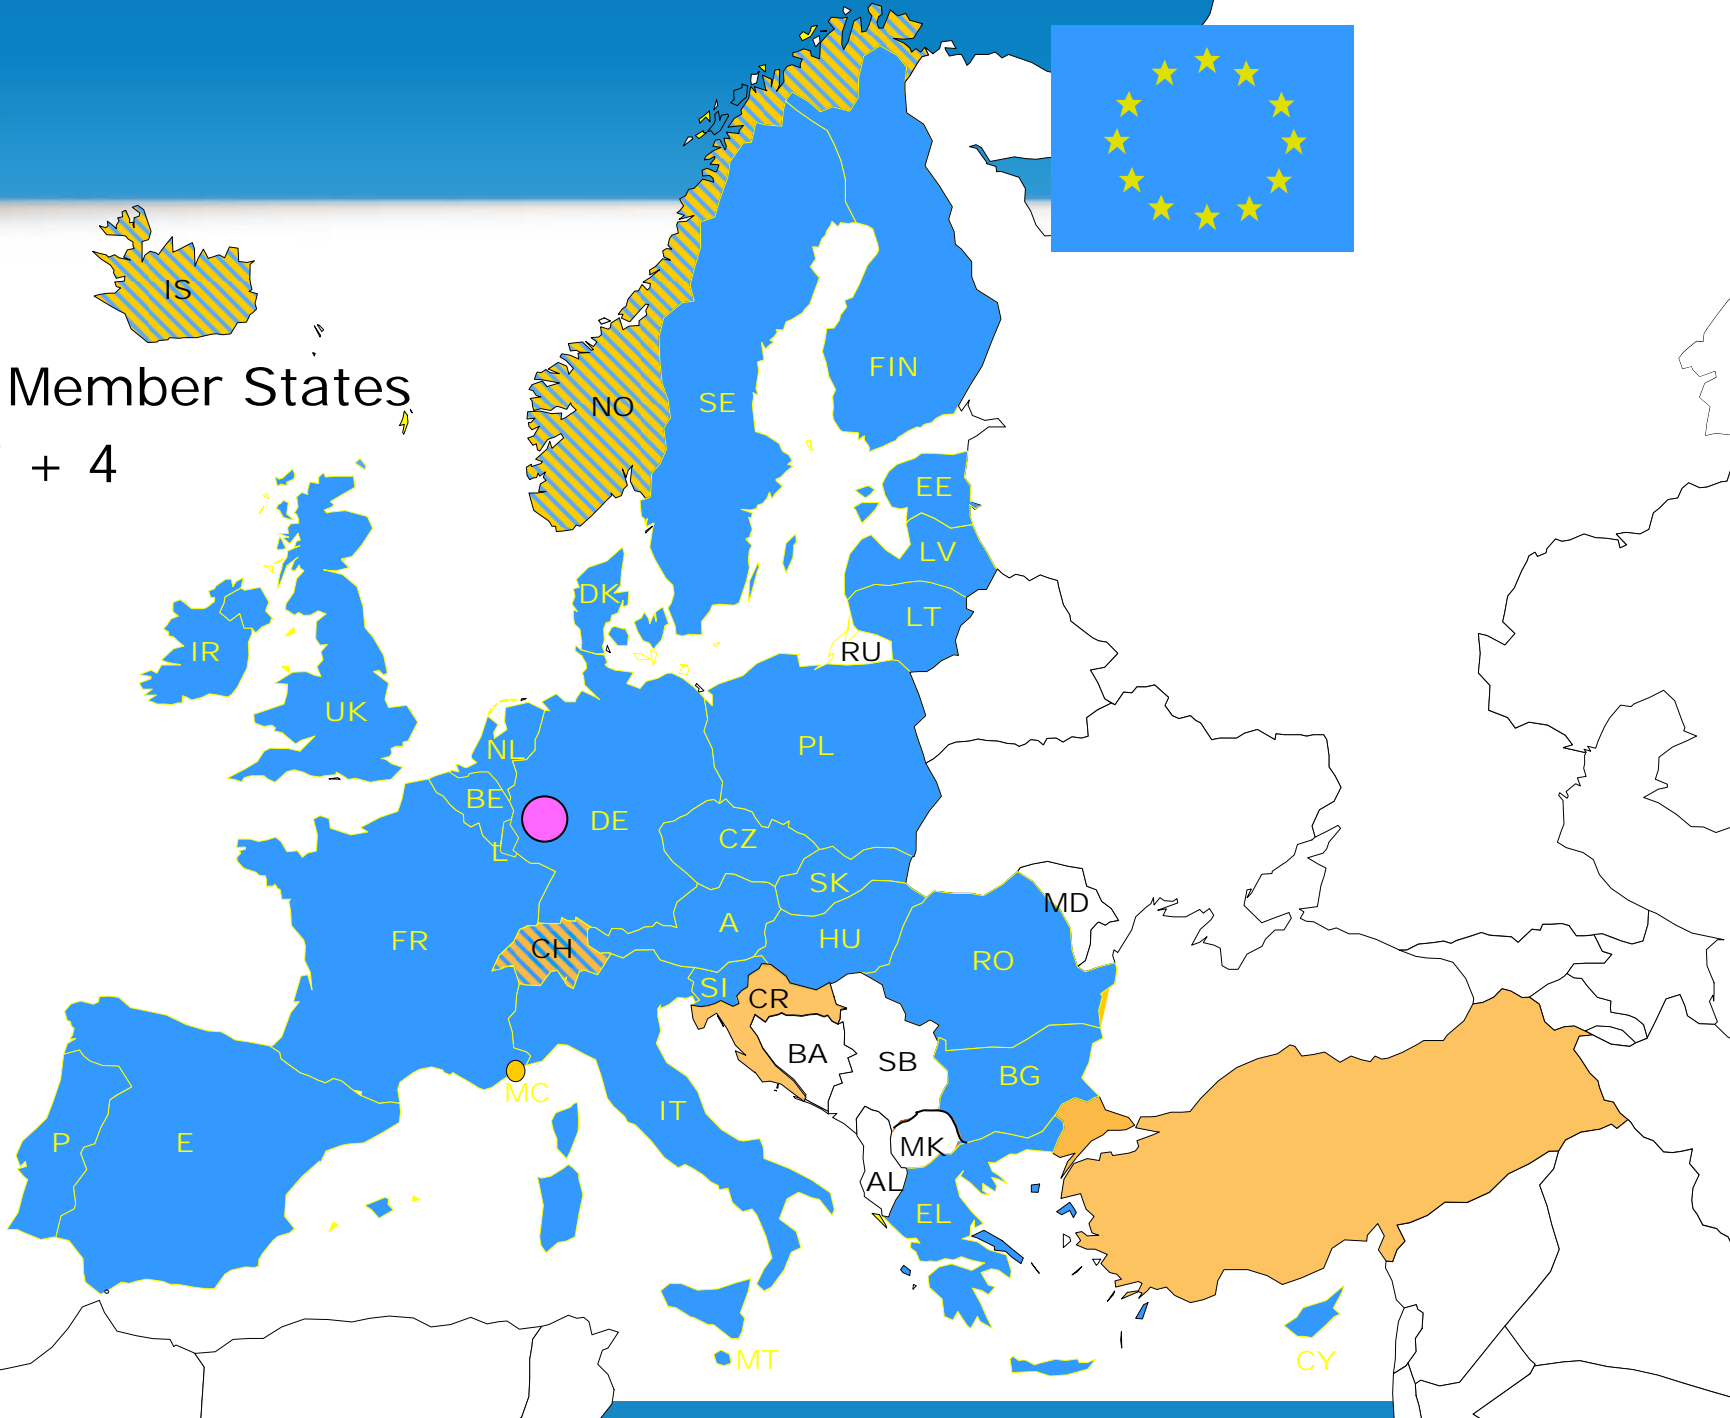 IS
Member States
NO
SE
FIN
+ 4
EE
LV
DK
LT
IR
RU
UK
NL
PL
BE
DE
CZ
L
SK
MD
A
FR
CH
HU
RO
SI
CR
BA
SB
BG
MC
IT
P
E
MK
AL
EL
MT
CY